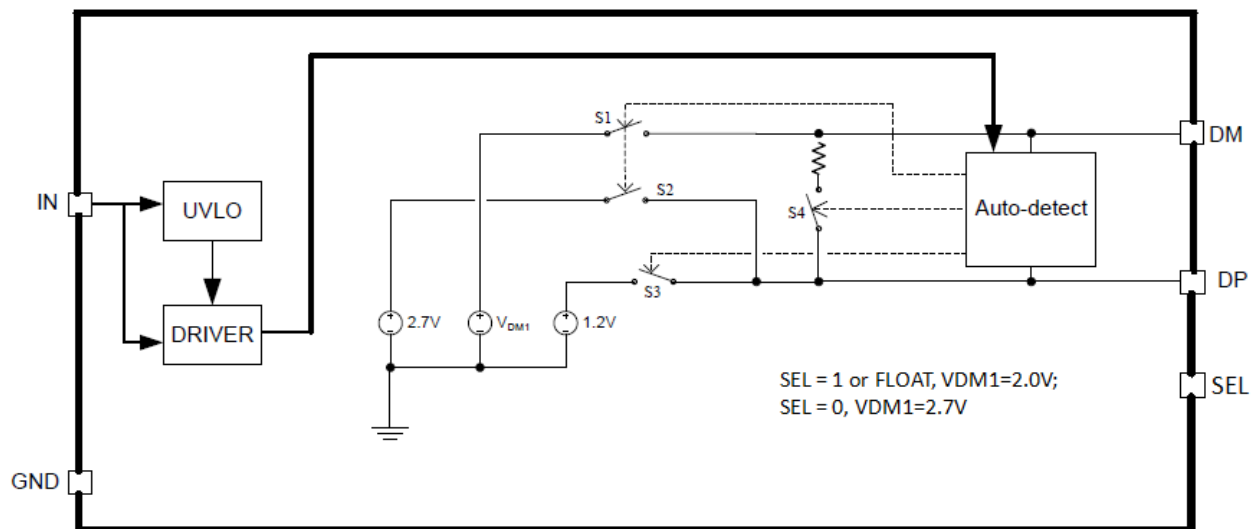 S1
DM
IN
UVLO
S2
S4
Auto-detect
S3
DP
DRIVER
2.7V
VDM1
1.2V
+
+
+
-
-
-
SEL = 1 or FLOAT, VDM1=2.0V;
SEL = 0, VDM1=2.7V
SEL
GND